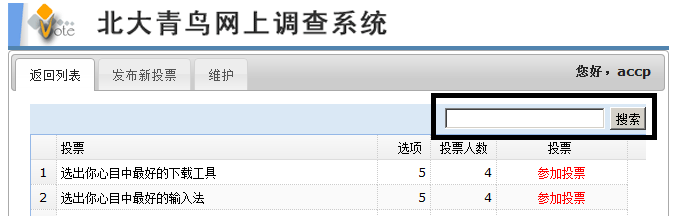 Vote 北大青鸟网上调查系统
返回列表 发布新投票 维护 您好，accp
搜索
投票 选项 投票人数 投票
1 选出你心目中最好的下载工具 5 4 参加投票
2 选出你心目中最好的输入法 5 4 参加投票